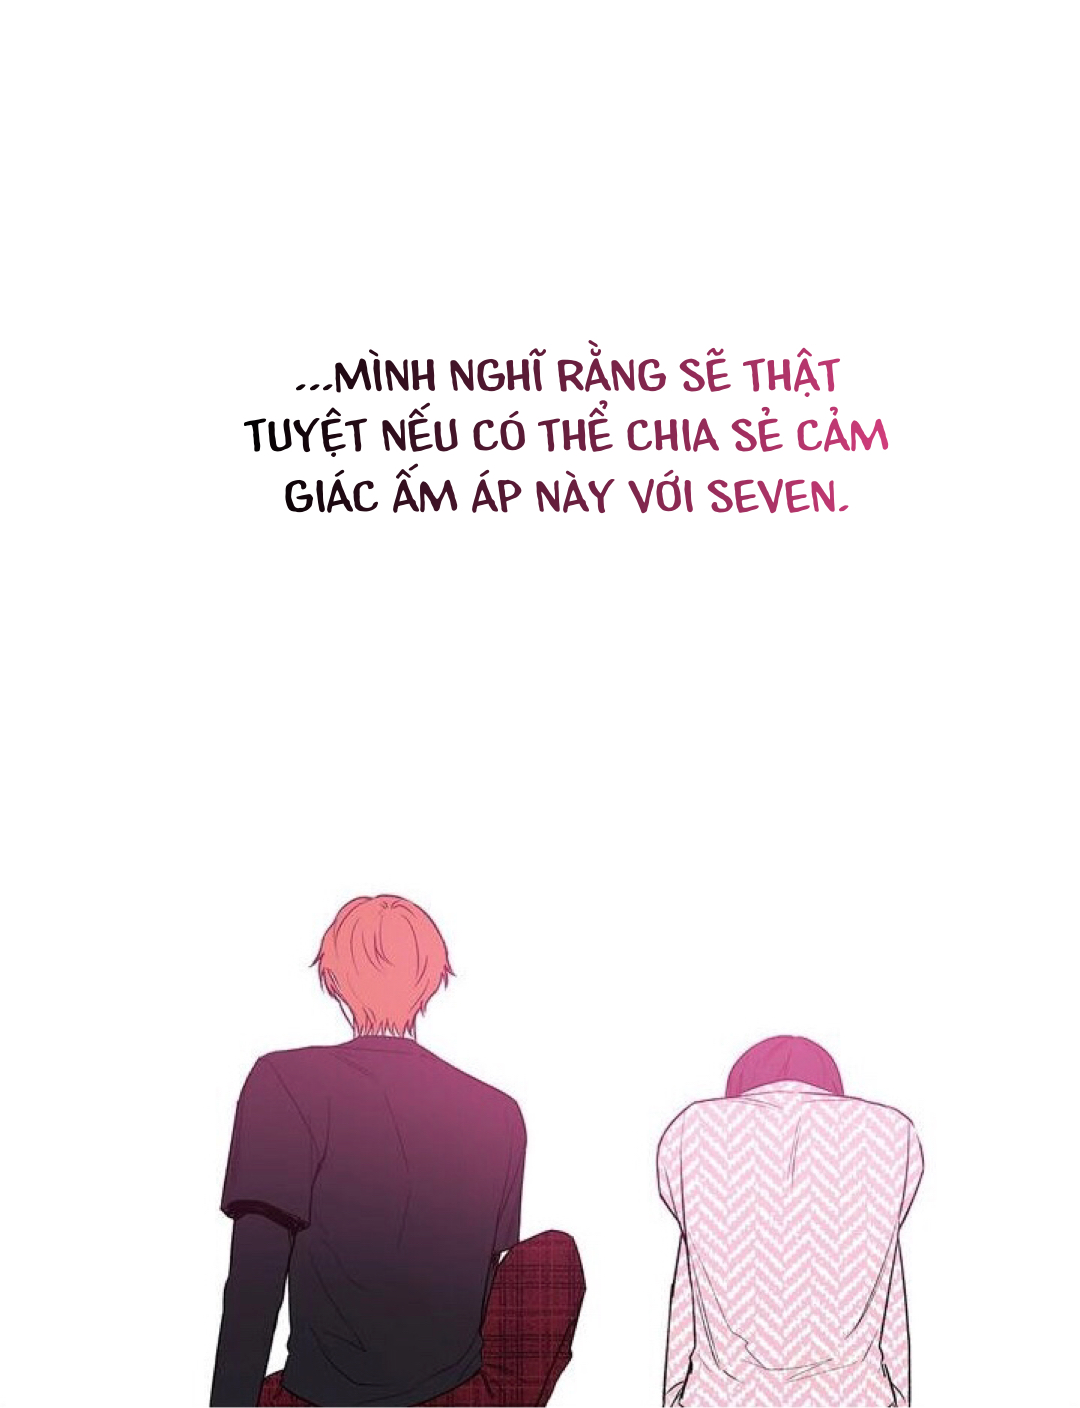 ...MÌNH NGHĨ RẰNG SẼ THẬT
TUYỆT NẾU CÓ THỂ CHIA SẺ CẢM
GIÁC ẤM ÁP NÀY VỚI SEVEN.